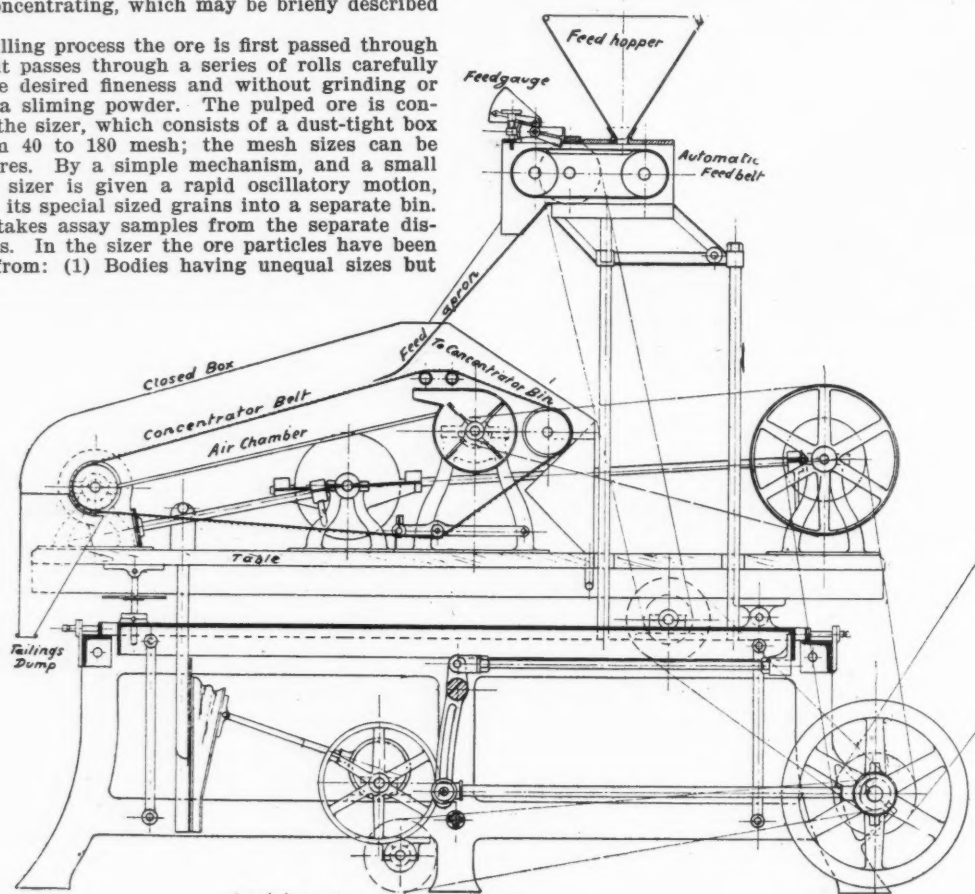 oncentrating, which may be briefly described
lling process the ore is first passed through
it passes through a series of rolls carefully
e desired fineness and without grinding or
a sliming powder. The pulped ore is con-
the sizer, which consists of a dust-tight box
m 40 to 180 mesh; the mesh sizes can be
res. By a simple mechanism, and a small
sizer is given a rapid oscillatory motion,
its special sized grains into a separate bin.
takes assay samples from the separate dis-
s. In the sizer the ore particles have been
from: (1) Bodies having unequal sizes but
Feed hopper
Feed gauge
Automatic
Feed belt
Feed apron
To Concentrator Bin
Closed Box
Concentrator Belt
Air Chamber
Table
Tailings
Dump